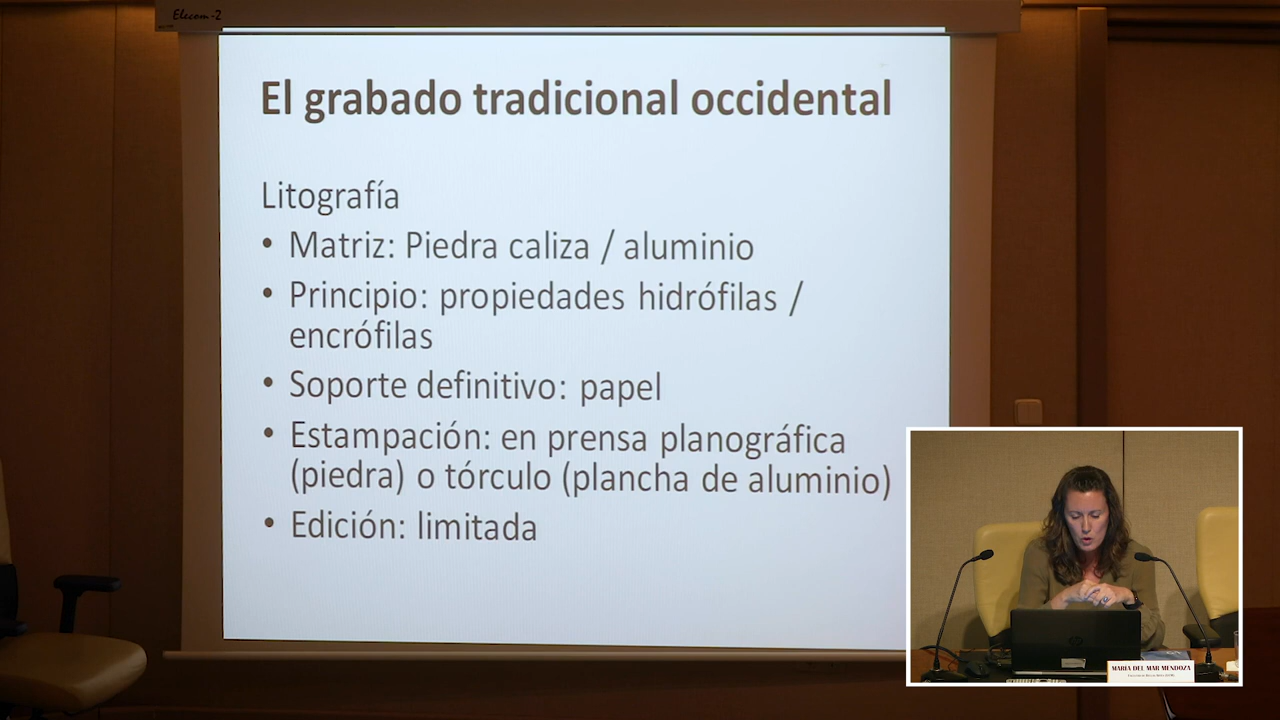 Elecom-2
El grabado tradicional occidental
Litografía
• Matriz: Piedra caliza / aluminio
• Principio: propiedades hidrófilas /
encrófilas
• Soporte definitivo: papel
• Estampación: en prensa planográfica
(piedra) o tórculo (plancha de aluminio)
• Edición: limitada
MARÍA DEL MAR MENDOZA